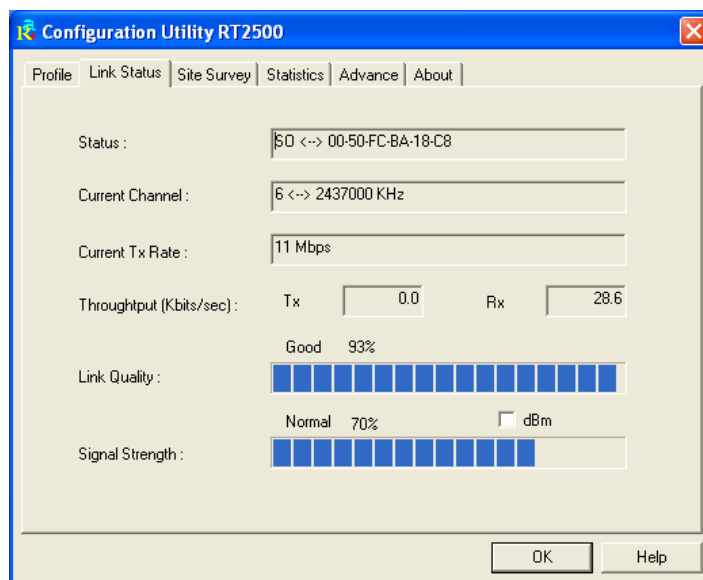 Configuration Utility RT2500
Profile Link Status Site Survey Statistics Advance About
Status : SO <--> 00-50-FC-BA-18-C8
Current Channel : 6 <--> 2437000 KHz
Current Tx Rate : 11 Mbps
Throughtput (Kbits/sec) : Tx 0.0 Rx 28.6
Good 93%
Link Quality :
Normal 70% dBm
Signal Strength :
OK Help